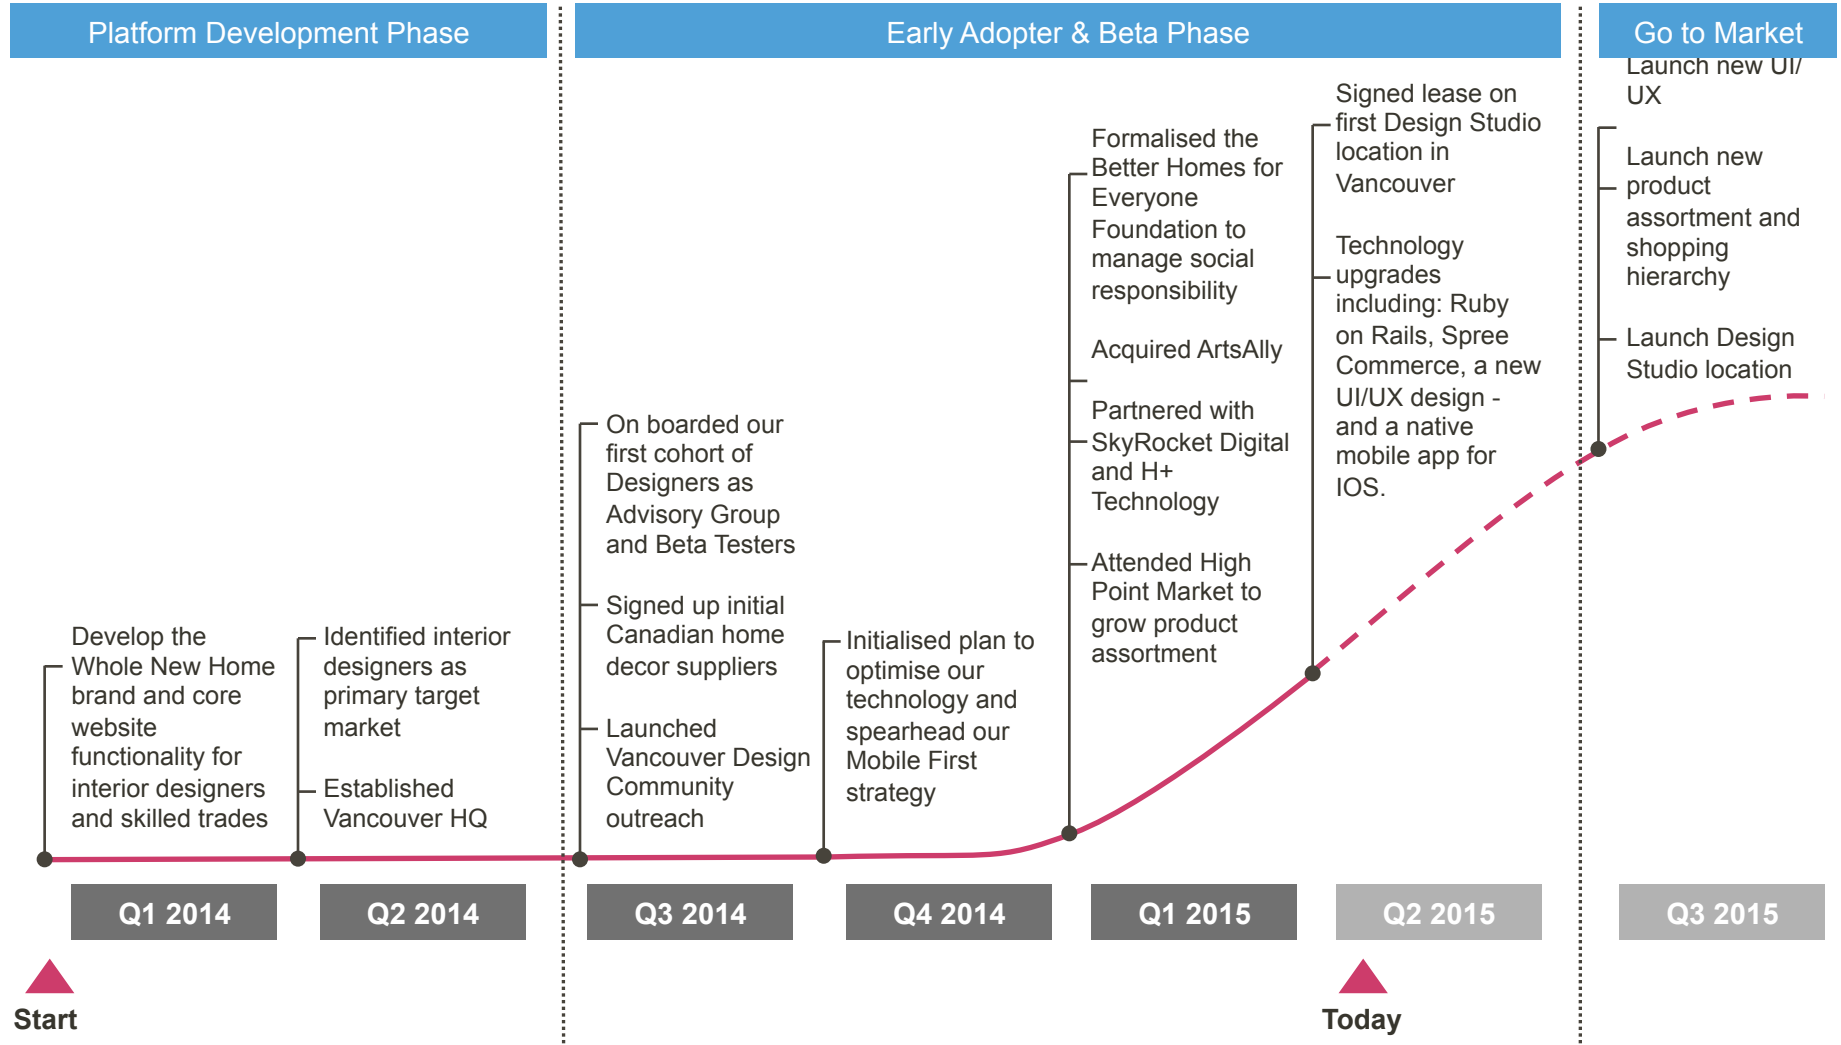 Platform Development Phase
Early Adopter & Beta Phase
Go to Market
Develop the
Whole New Home
brand and core
website
functionality for
interior designers
and skilled trades
Identified interior
designers as
primary target
market
Established
Vancouver HQ
On boarded our
first cohort of
Designers as
Advisory Group
and Beta Testers
Signed up initial
Canadian home
decor suppliers
Launched
Vancouver Design
Community
outreach
Initialised plan to
optimise our
technology and
spearhead our
Mobile First
strategy
Formalised the
Better Homes for
Everyone
Foundation to
manage social
responsibility
Acquired ArtsAlly
Partnered with
SkyRocket Digital
and H+
Technology
Attended High
Point Market to
grow product
assortment
Signed lease on
first Design Studio
location in
Vancouver
Technology
upgrades
including: Ruby
on Rails, Spree
Commerce, a new
UI/UX design -
and a native
mobile app for
IOS.
Launch new UI/
UX
Launch new
product
assortment and
shopping
hierarchy
Launch Design
Studio location
Q1 2014
Q2 2014
Q3 2014
Q4 2014
Q1 2015
Q2 2015
Q3 2015
Start
Today